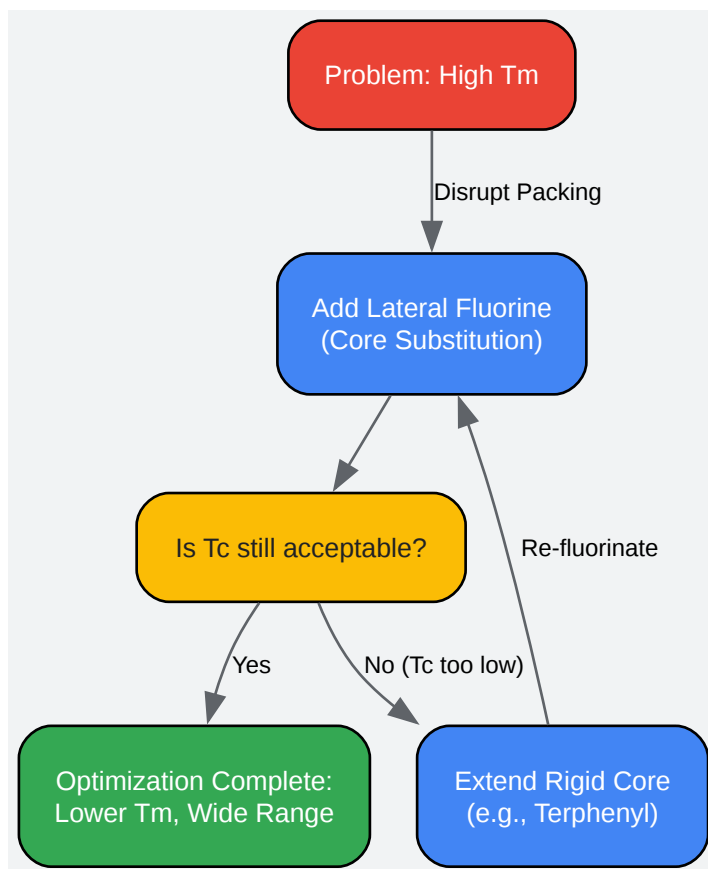 Problem: High Tm
Disrupt Packing
Add Lateral Fluorine
(Core Substitution)
Is Tc still acceptable?
Re-fluorinate
Yes
No (Tc too low)
Optimization Complete:
Lower Tm, Wide Range
Extend Rigid Core
(e.g., Terphenyl)